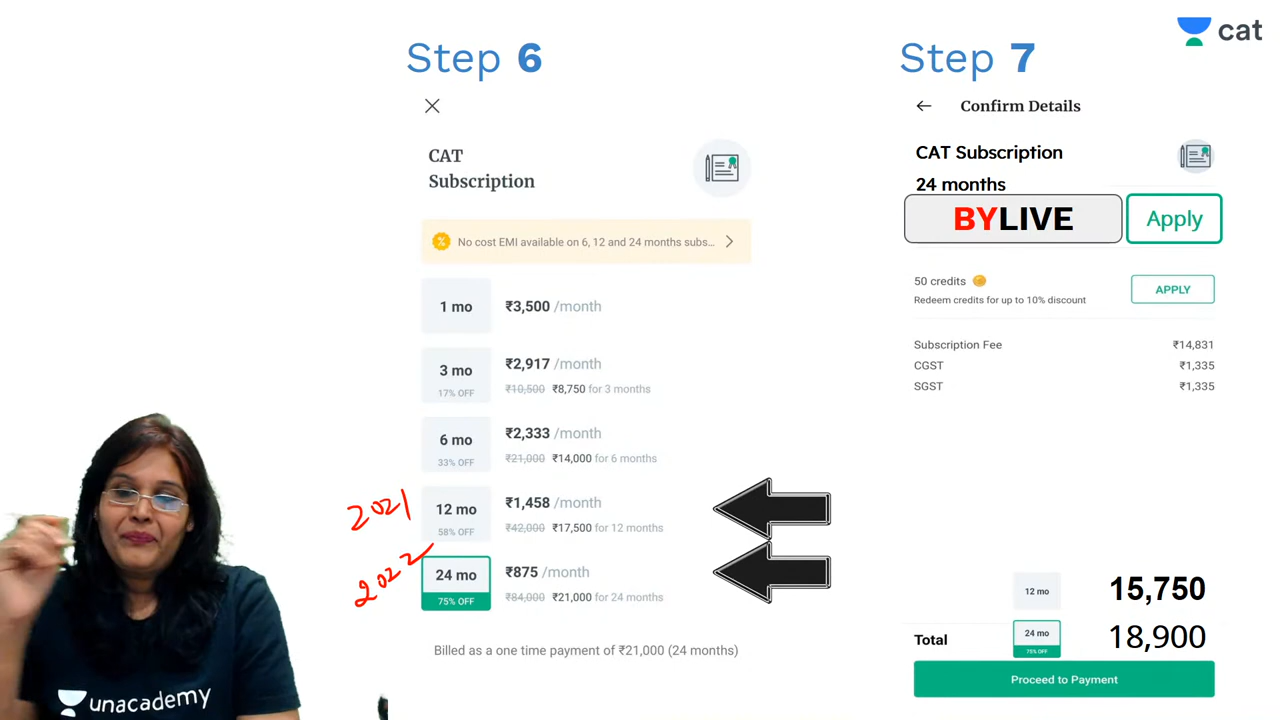 cat
Step 6
CAT
Subscription
No cost EMI available on 6, 12 and 24 months subs...
1 mo
₹3,500 /month
3 mo
17% OFF
₹2,917 /month
₹10,500 ₹8,750 for 3 months
6 mo
33% OFF
₹2,333 /month
₹21,000 ₹14,000 for 6 months
2021
12 mo
58% OFF
₹1,458 /month
₹42,000 ₹17,500 for 12 months
2022
24 mo
75% OFF
₹875 /month
₹84,000 ₹21,000 for 24 months
Billed as a one time payment of ₹21,000 (24 months)
Step 7
Confirm Details
CAT Subscription
24 months
BYLIVE
Apply
50 credits
Redeem credits for up to 10% discount
APPLY
Subscription Fee ₹14,831
CGST ₹1,335
SGST ₹1,335
12 mo 15,750
Total 24 mo 18,900
75% OFF
Proceed to Payment
unacademy